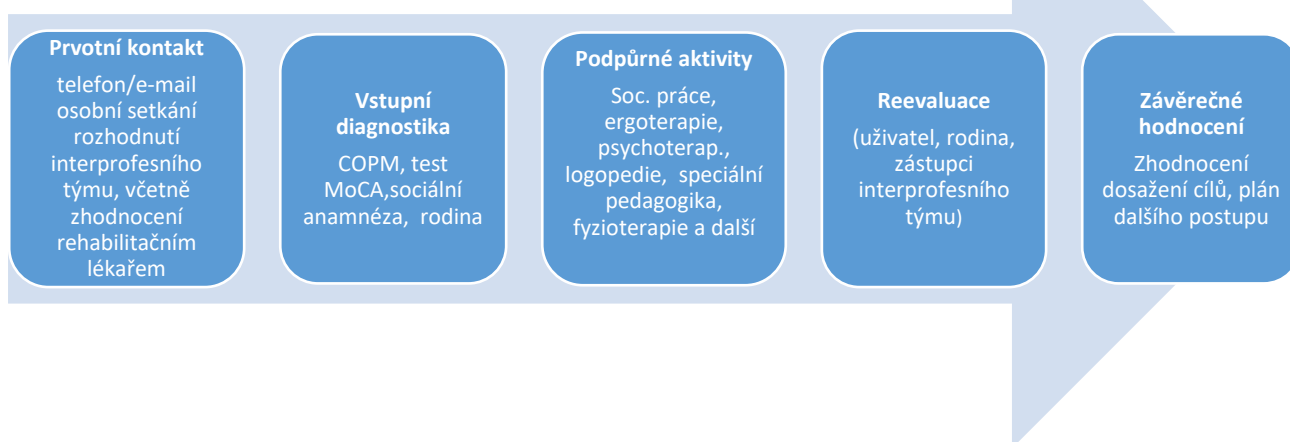 Prvotní kontakt
telefon/e-mail
osobní setkání
rozhodnutí
interprofesního
týmu, včetně
zhodnocení
rehabilitačním
lékařem
Vstupní
diagnostika
COPM, test
MoCA,sociální
anamnéza, rodina
Podpůrné aktivity
Soc. práce,
ergoterapie,
psychoterap.,
logopedie, speciální
pedagogika,
fyzioterapie a další
Reevaluace
(uživatel, rodina,
zástupci
interprofesního
týmu)
Závěrečné
hodnocení
Zhodnocení
dosažení cílů, plán
dalšího postupu